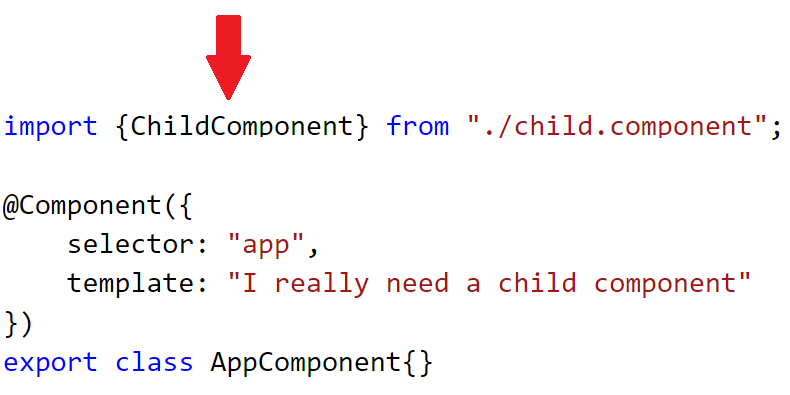 import {ChildComponent} from "./child.component";
@Component({
    selector: "app",
    template: "I really need a child component"
})
export class AppComponent{}